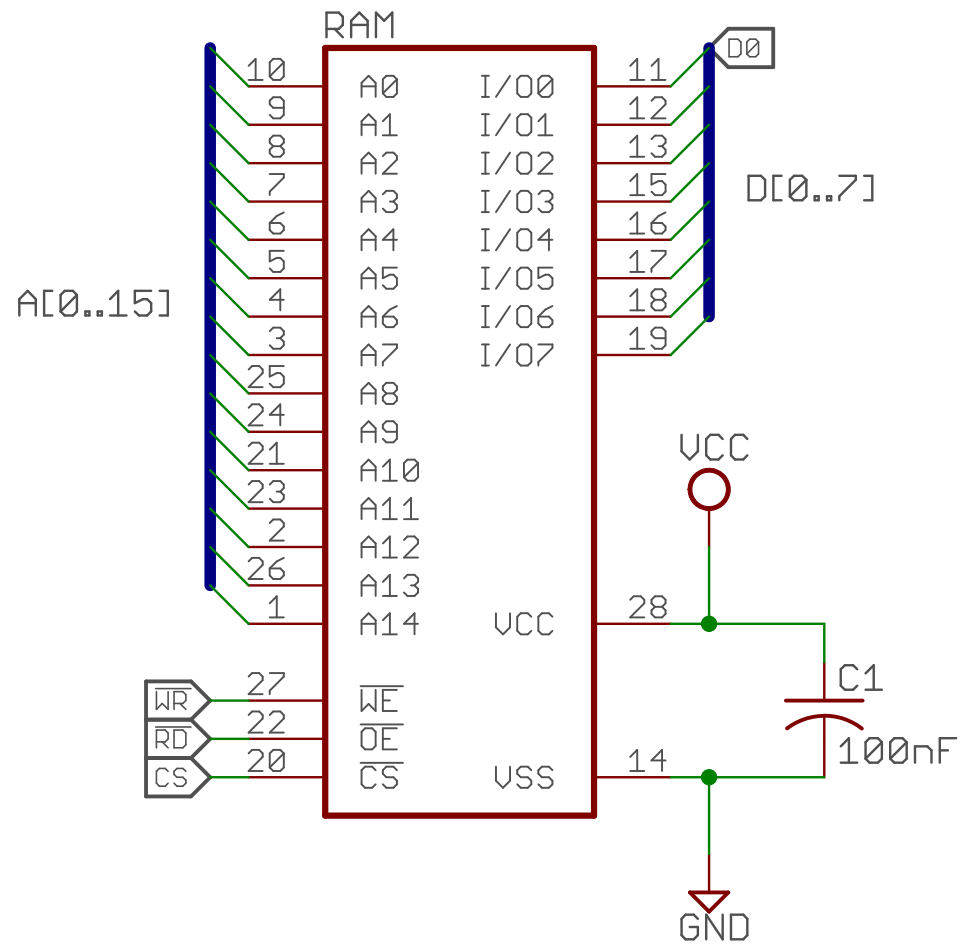 RAM
D0
10 A0 I/O0 11
9 A1 I/O1 12
8 A2 I/O2 13
7 A3 I/O3 15
D[0..7]
6 A4 I/O4 16
5 A5 I/O5 17
A[0..15]
4 A6 I/O6 18
3 A7 I/O7 19
25 A8
24 A9
VCC
21 A10
23 A11
2 A12
26 A13
1 A14 VCC 28
C1
WR 27 WE
RD 22 OE
100nF
CS 20 CS VSS 14
GND